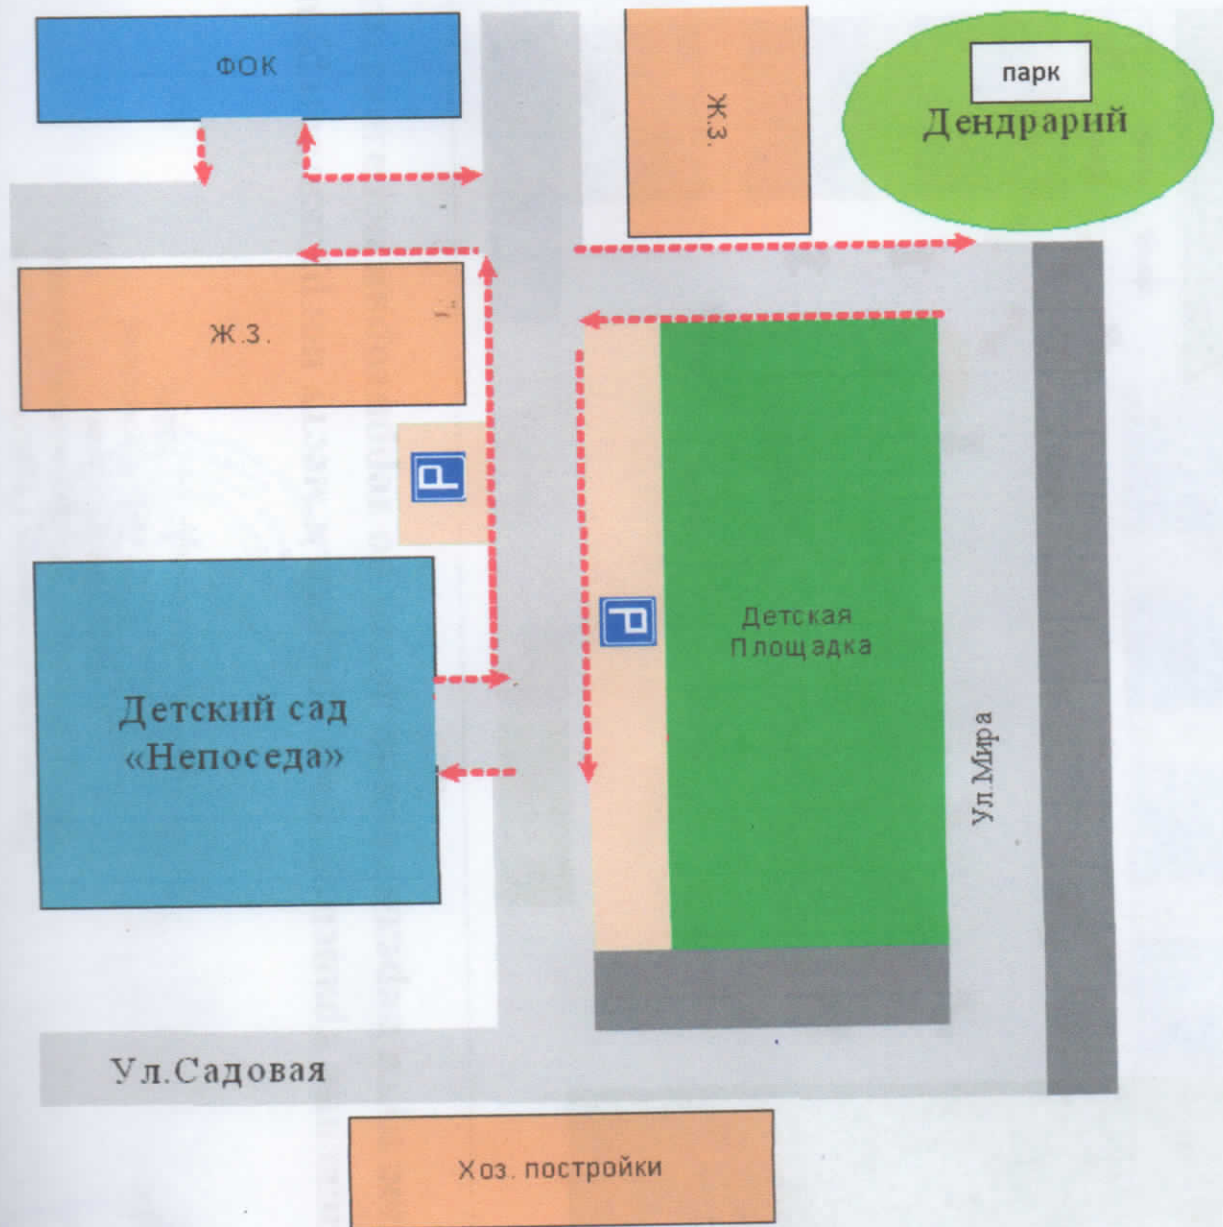 ФОК
Ж.З.
парк
Дендрарий
Ж.З.
P
P
Детская
Площадка
Детский сад
«Непоседа»
Ул.Мира
Ул.Садовая
Хоз. постройки